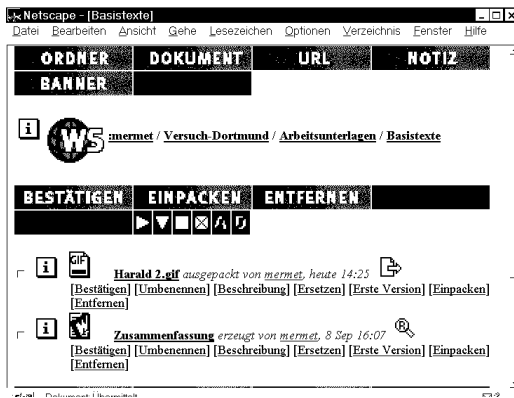 Netscape - [Basistexte]
Datei Bearbeiten Ansicht Gehe Lesezeichen Optionen Verzeichnis Fenster Hilfe
ORDNER DOKUMENT URL NOTIZ
BANNER
i WS :mermet / Versuch-Dortmund / Arbeitsunterlagen / Basistexte
BESTÄTIGEN EINPACKEN ENTFERNEN
i GIF Harald 2.gif ausgepackt von mermet, heute 14:25
[Bestätigen] [Umbenennen] [Beschreibung] [Ersetzen] [Erste Version] [Einpacken]
[Entfernen]
i W Zusammenfassung erzeugt von mermet, 8 Sep 16:07 R
[Bestätigen] [Umbenennen] [Beschreibung] [Ersetzen] [Erste Version] [Einpacken]
[Entfernen]
Dokument: Übermittelt